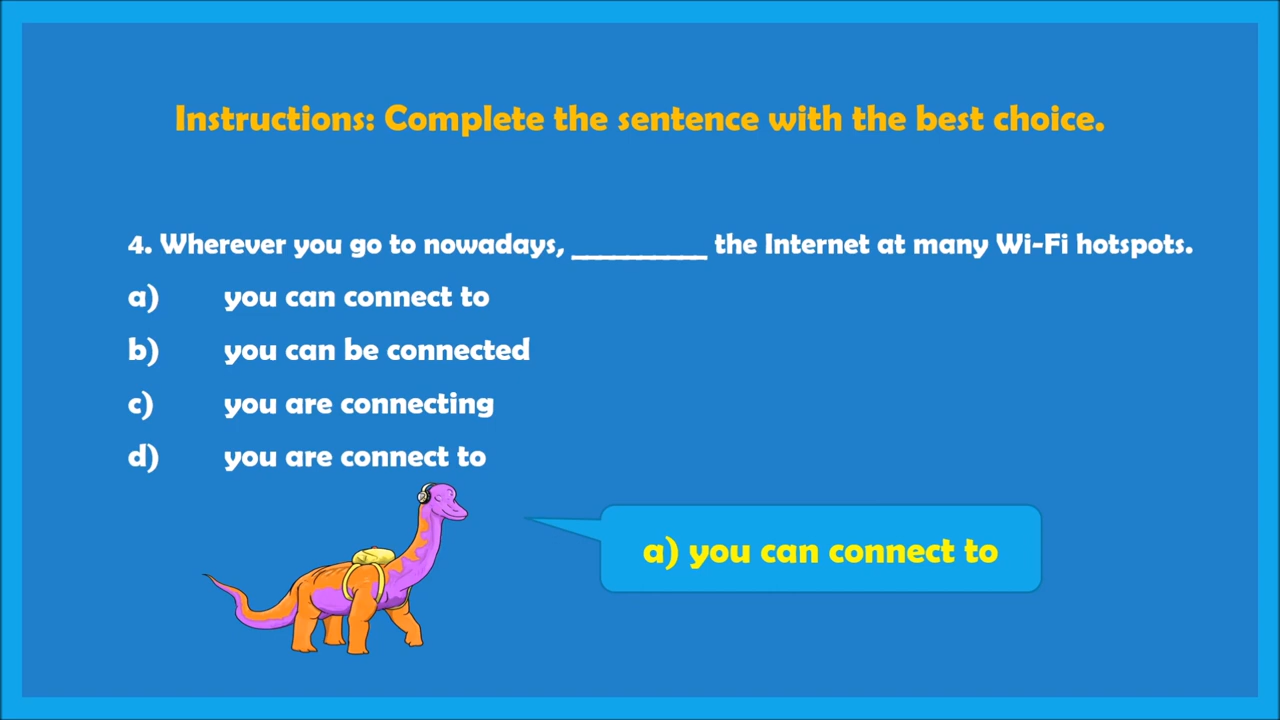 Instructions: Complete the sentence with the best choice.
4. Wherever you go to nowadays, __________ the Internet at many Wi-Fi hotspots.
a) you can connect to
b) you can be connected
c) you are connecting
d) you are connect to
a) you can connect to